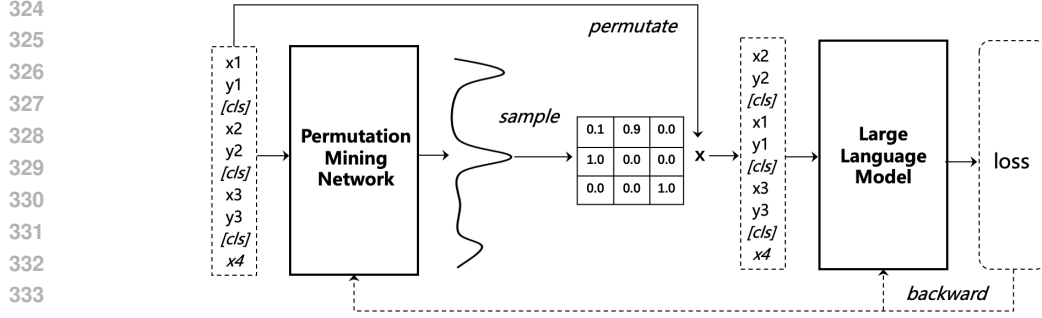 324
325
326
327
328
329
330
331
332
333
permutate
x1
y1
[cls]
x2
y2
[cls]
x3
y3
[cls]
x4
Permutation
Mining
Network
sample
0.1 0.9 0.0
1.0 0.0 0.0
0.0 0.0 1.0
x
x2
y2
[cls]
x1
y1
[cls]
x3
y3
[cls]
x4
Large
Language
Model
loss
backward